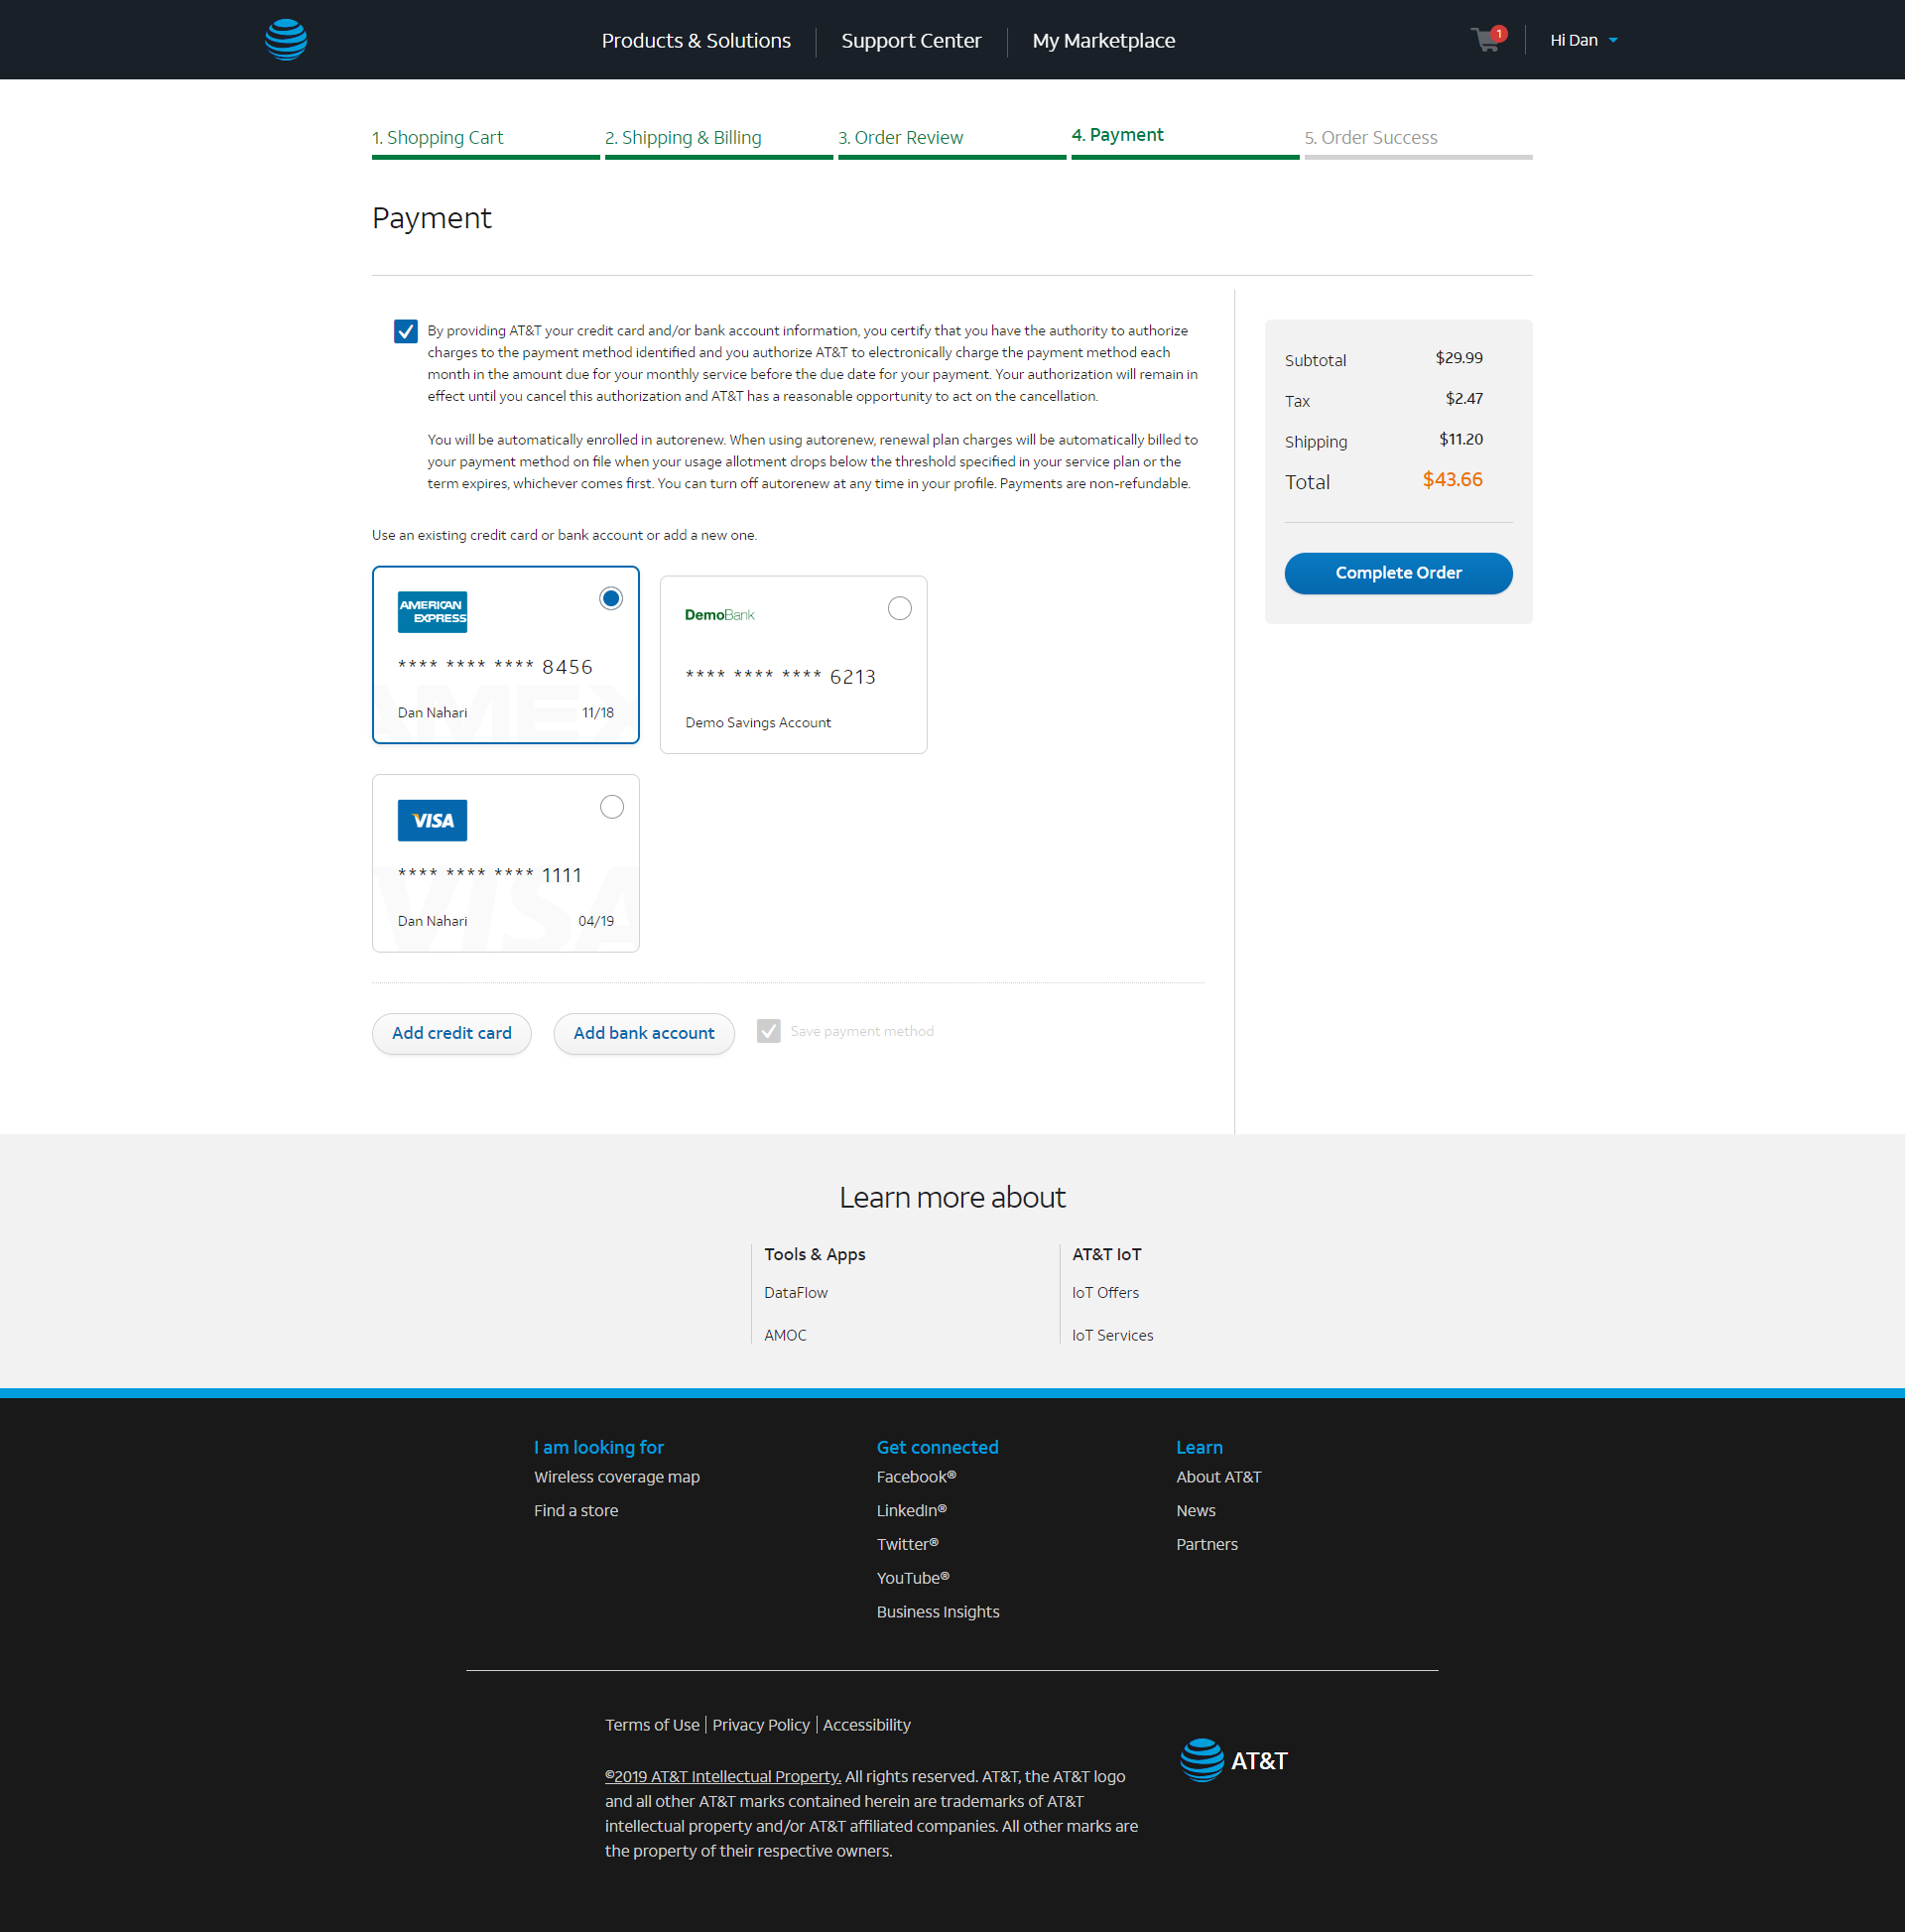 Products & Solutions
Support Center
My Marketplace
1
Hi Dan
1. Shopping Cart
2. Shipping & Billing
3. Order Review
4. Payment
5. Order Success
Payment
By providing AT&T your credit card and/or bank account information, you certify that you have the authority to authorize
charges to the payment method identified and you authorize AT&T to electronically charge the payment method each
month in the amount due for your monthly service before the due date for your payment. Your authorization will remain in
effect until you cancel this authorization and AT&T has a reasonable opportunity to act on the cancellation.
You will be automatically enrolled in autorenew. When using autorenew, renewal plan charges will be automatically billed to
your payment method on file when your usage allotment drops below the threshold specified in your service plan or the
term expires, whichever comes first. You can turn off autorenew at any time in your profile. Payments are non-refundable.
Subtotal $29.99
Tax $2.47
Shipping $11.20
Total $43.66
Complete Order
Use an existing credit card or bank account or add a new one.
AMERICAN
EXPRESS
**** **** **** 8456
AMEX
Dan Nahari 11/18
DemoBank
**** **** **** 6213
Demo Savings Account
VISA
**** **** **** 1111
VISA
Dan Nahari 04/19
Add credit card
Add bank account
Save payment method
Learn more about
Tools & Apps
DataFlow
AMOC
AT&T IoT
IoT Offers
IoT Services
I am looking for
Wireless coverage map
Find a store
Get connected
Facebook®
LinkedIn®
Twitter®
YouTube®
Business Insights
Learn
About AT&T
News
Partners
Terms of Use | Privacy Policy | Accessibility
©2019 AT&T Intellectual Property. All rights reserved. AT&T, the AT&T logo
and all other AT&T marks contained herein are trademarks of AT&T
intellectual property and/or AT&T affiliated companies. All other marks are
the property of their respective owners.
AT&T